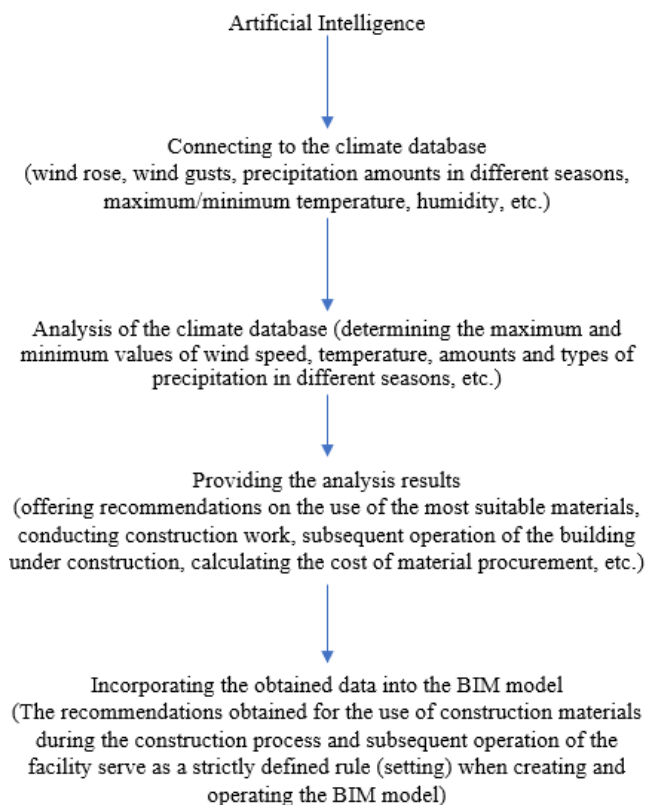 Artificial Intelligence
Connecting to the climate database
(wind rose, wind gusts, precipitation amounts in different seasons,
maximum/minimum temperature, humidity, etc.)
Analysis of the climate database (determining the maximum and
minimum values of wind speed, temperature, amounts and types of
precipitation in different seasons, etc.)
Providing the analysis results
(offering recommendations on the use of the most suitable materials,
conducting construction work, subsequent operation of the building
under construction, calculating the cost of material procurement, etc.)
Incorporating the obtained data into the BIM model
(The recommendations obtained for the use of construction materials
during the construction process and subsequent operation of the
facility serve as a strictly defined rule (setting) when creating and
operating the BIM model)